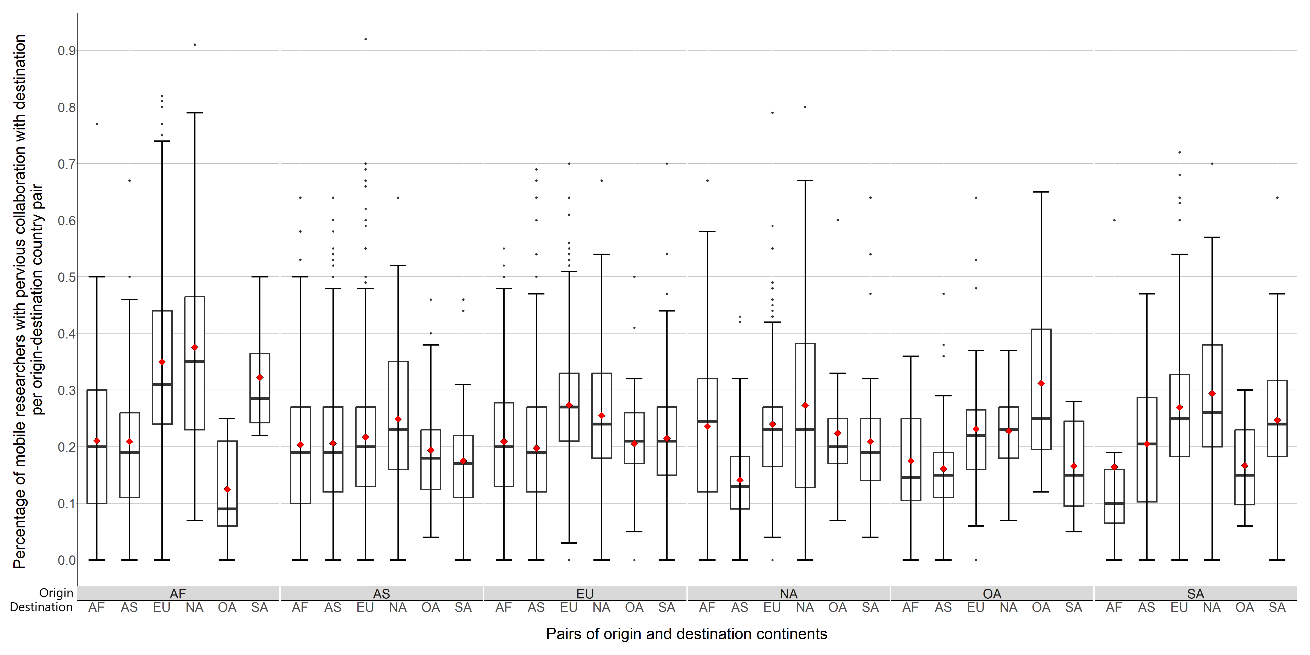 Percentage of mobile researchers with pervious collaboration with destination
per origin-destination country pair
0.9
0.8
0.7
0.6
0.5
0.4
0.3
0.2
0.1
0.0
Origin AF AS EU NA OA SA
Destination AF AS EU NA OA SA AF AS EU NA OA SA AF AS EU NA OA SA AF AS EU NA OA SA AF AS EU NA OA SA AF AS EU NA OA SA
Pairs of origin and destination continents